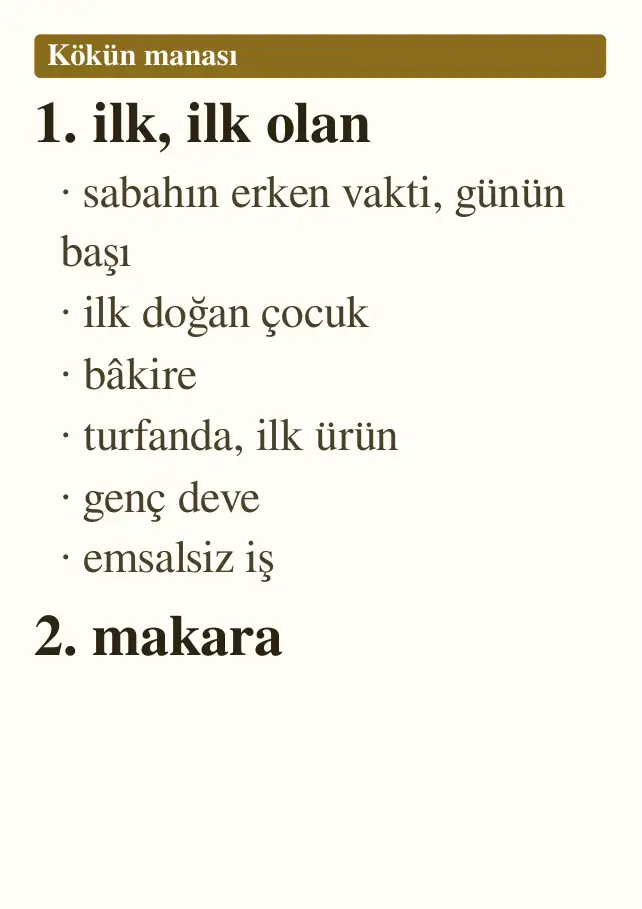 Kökün manası
1. ilk, ilk olan
· sabahın erken vakti, günün
başı
· ilk doğan çocuk
· bâkire
· turfanda, ilk ürün
· genç deve
· emsalsiz iş
2. makara